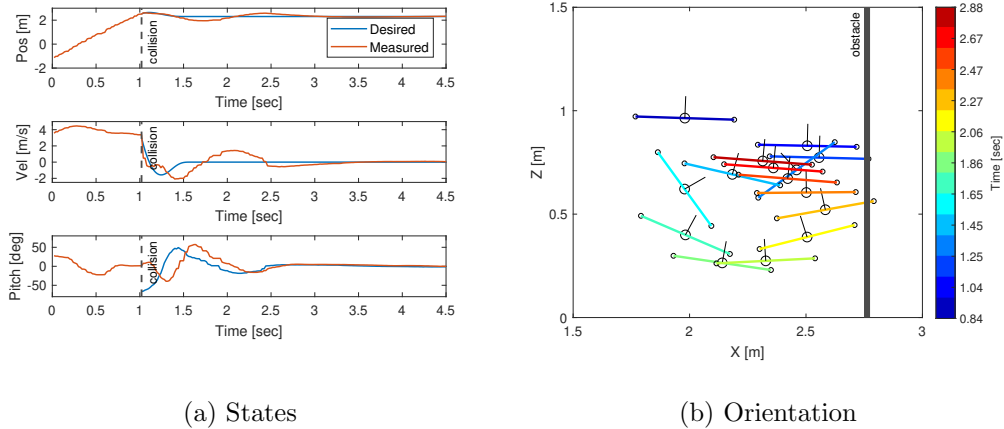 Pos [m]
2
0
-2
collision
Desired
Measured
0 0.5 1 1.5 2 2.5 3 3.5 4 4.5
Time [sec]
Vel [m/s]
4
2
0
-2
collision
0 0.5 1 1.5 2 2.5 3 3.5 4 4.5
Time [sec]
Pitch [deg]
50
0
-50
collision
0 0.5 1 1.5 2 2.5 3 3.5 4 4.5
Time [sec]
(a) States
Z [m]
1.5
1
0.5
0
obstacle
1.5 2 2.5 3
X [m]
2.88
2.67
2.47
2.27
2.06
1.86
1.65
1.45
1.25
1.04
0.84
Time [sec]
(b) Orientation